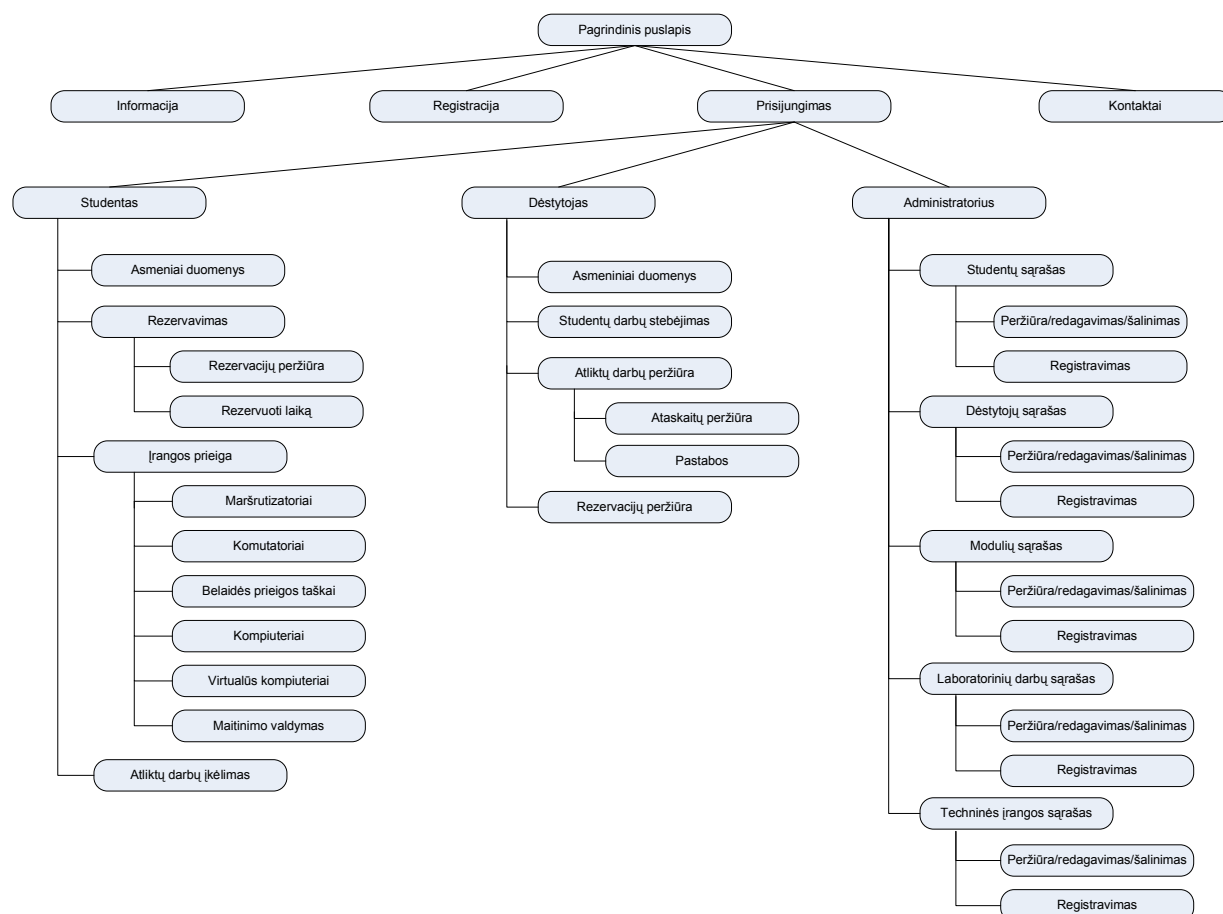 Pagrindinis puslapis
Informacija
Registracija
Prisijungimas
Kontaktai
Studentas
Dėstytojas
Administratorius
Asmeniai duomenys
Rezervavimas
Rezervacijų peržiūra
Rezervuoti laiką
Įrangos prieiga
Maršrutizatoriai
Komutatoriai
Belaidės prieigos taškai
Kompiuteriai
Virtualūs kompiuteriai
Maitinimo valdymas
Atliktų darbų įkėlimas
Asmeniniai duomenys
Studentų darbų stebėjimas
Atliktų darbų peržiūra
Ataskaitų peržiūra
Pastabos
Rezervacijų peržiūra
Studentų sąrašas
Peržiūra/redagavimas/šalinimas
Registravimas
Dėstytojų sąrašas
Peržiūra/redagavimas/šalinimas
Registravimas
Modulių sąrašas
Peržiūra/redagavimas/šalinimas
Registravimas
Laboratorinių darbų sąrašas
Peržiūra/redagavimas/šalinimas
Registravimas
Techninės įrangos sąrašas
Peržiūra/redagavimas/šalinimas
Registravimas